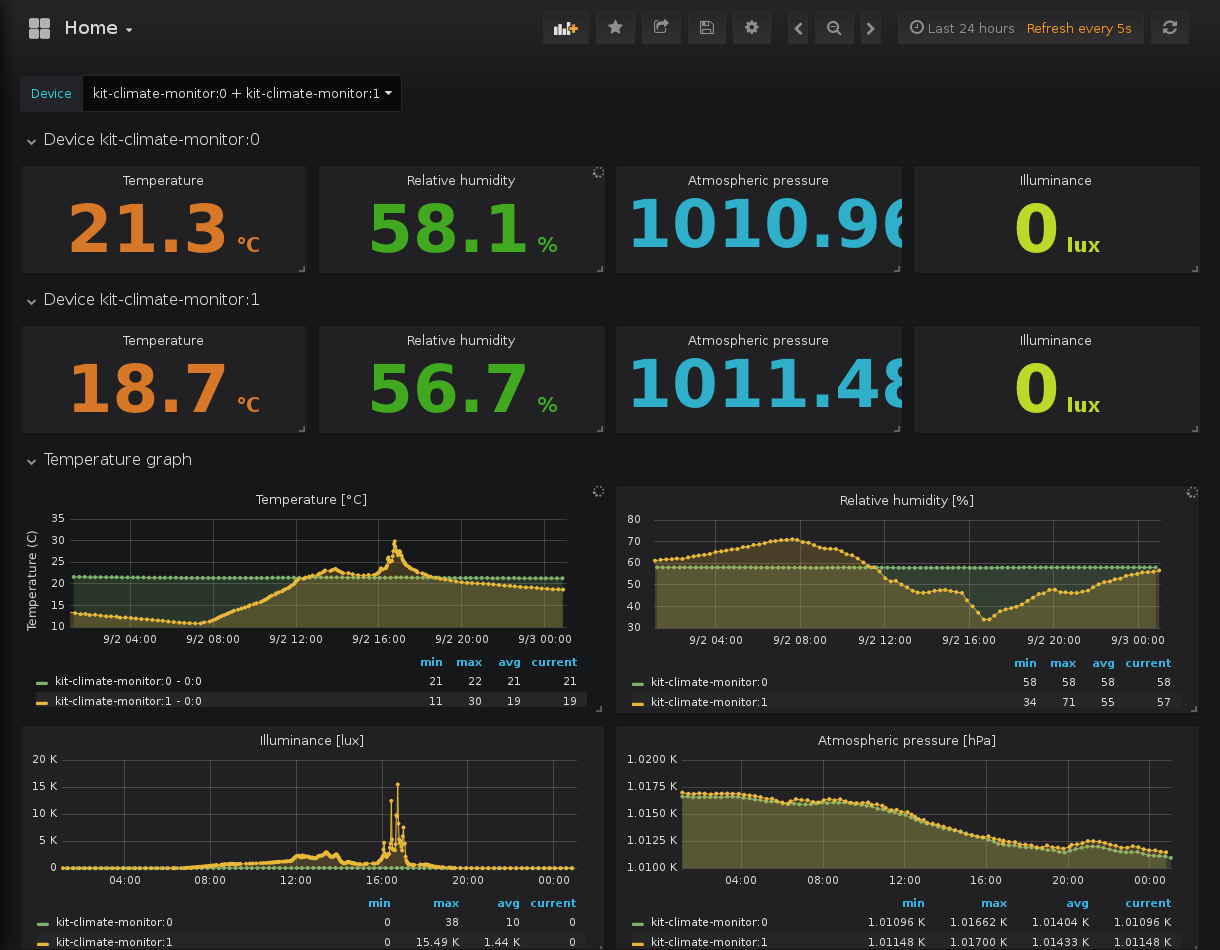 Home
Last 24 hours Refresh every 5s
Device kit-climate-monitor:0 + kit-climate-monitor:1
Device kit-climate-monitor:0
Temperature Relative humidity Atmospheric pressure Illuminance
21.3 °C 58.1 % 1010.96 0 lux
Device kit-climate-monitor:1
Temperature Relative humidity Atmospheric pressure Illuminance
18.7 °C 56.7 % 1011.48 0 lux
Temperature graph
Temperature [°C]
Temperature (C)
35
30
25
20
15
10
9/2 04:00 9/2 08:00 9/2 12:00 9/2 16:00 9/2 20:00 9/3 00:00
min max avg current
kit-climate-monitor:0 - 0:0 21 22 21 21
kit-climate-monitor:1 - 0:0 11 30 19 19
Relative humidity [%]
80
70
60
50
40
30
9/2 04:00 9/2 08:00 9/2 12:00 9/2 16:00 9/2 20:00 9/3 00:00
min max avg current
kit-climate-monitor:0 58 58 58 58
kit-climate-monitor:1 34 71 55 57
Illuminance [lux]
20 K
15 K
10 K
5 K
0
04:00 08:00 12:00 16:00 20:00 00:00
min max avg current
kit-climate-monitor:0 0 38 10 0
kit-climate-monitor:1 0 15.49 K 1.44 K 0
Atmospheric pressure [hPa]
1.0200 K
1.0175 K
1.0150 K
1.0125 K
1.0100 K
04:00 08:00 12:00 16:00 20:00 00:00
min max avg current
kit-climate-monitor:0 1.01096 K 1.01662 K 1.01404 K 1.01096 K
kit-climate-monitor:1 1.01148 K 1.01700 K 1.01433 K 1.01148 K